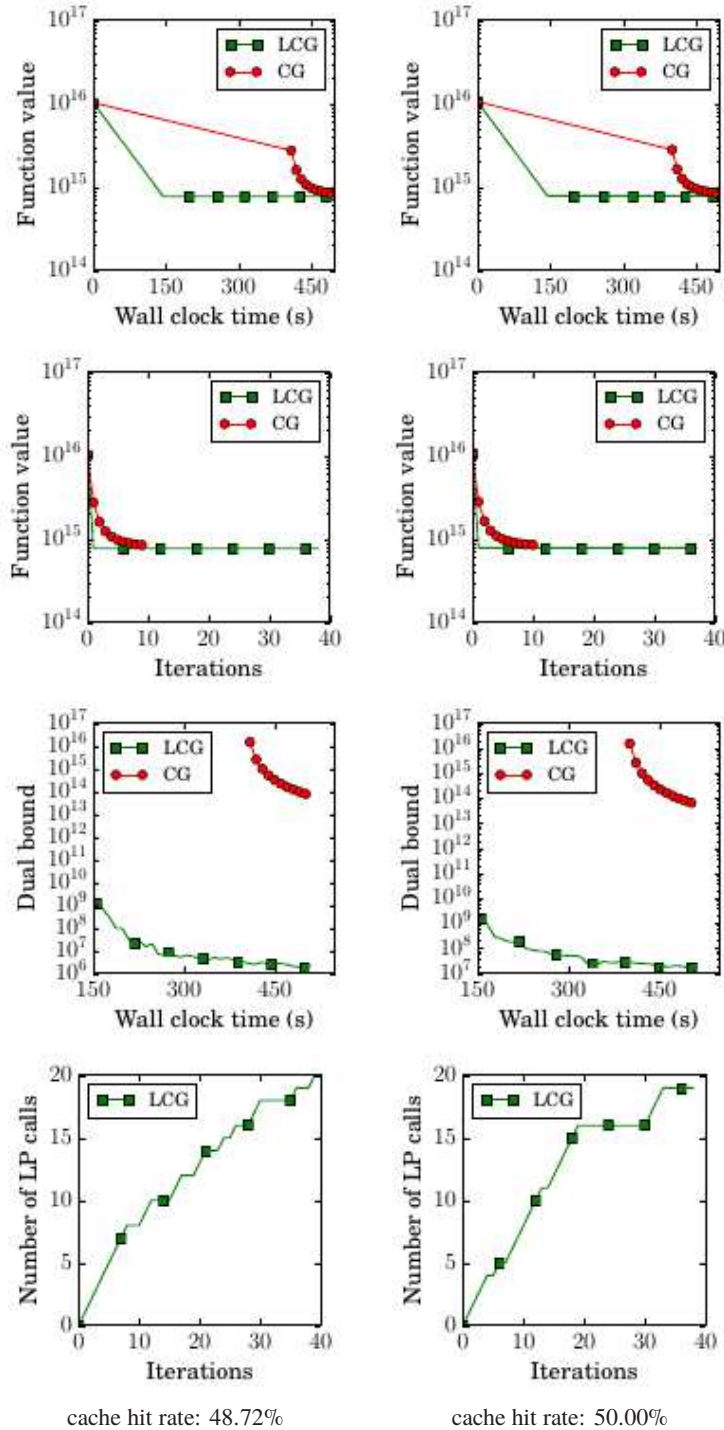 10^17
10^16
10^15
10^14
Function value
LCG
CG
0 150 300 450
Wall clock time (s)
10^17
10^16
10^15
10^14
Function value
LCG
CG
0 150 300 450
Wall clock time (s)
10^17
10^16
10^15
10^14
Function value
LCG
CG
0 10 20 30 40
Iterations
10^17
10^16
10^15
10^14
Function value
LCG
CG
0 10 20 30 40
Iterations
10^17
10^16
10^15
10^14
10^13
10^12
10^11
10^10
10^9
10^8
10^7
10^6
Dual bound
LCG
CG
150 300 450
Wall clock time (s)
10^17
10^16
10^15
10^14
10^13
10^12
10^11
10^10
10^9
10^8
10^7
Dual bound
LCG
CG
150 300 450
Wall clock time (s)
20
15
10
5
0
Number of LP calls
LCG
0 10 20 30 40
Iterations
20
15
10
5
0
Number of LP calls
LCG
0 10 20 30 40
Iterations
cache hit rate: 48.72%
cache hit rate: 50.00%